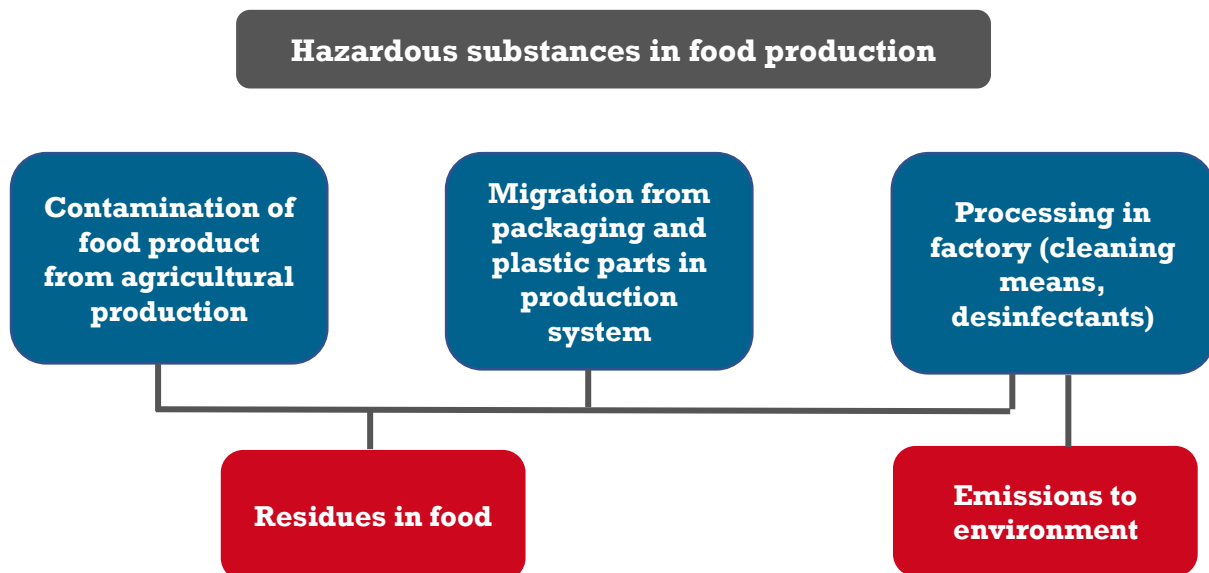 Hazardous substances in food production
Contamination of
food product
from agricultural
production
Migration from
packaging and
plastic parts in
production
system
Processing in
factory (cleaning
means,
desinfectants)
Residues in food
Emissions to
environment